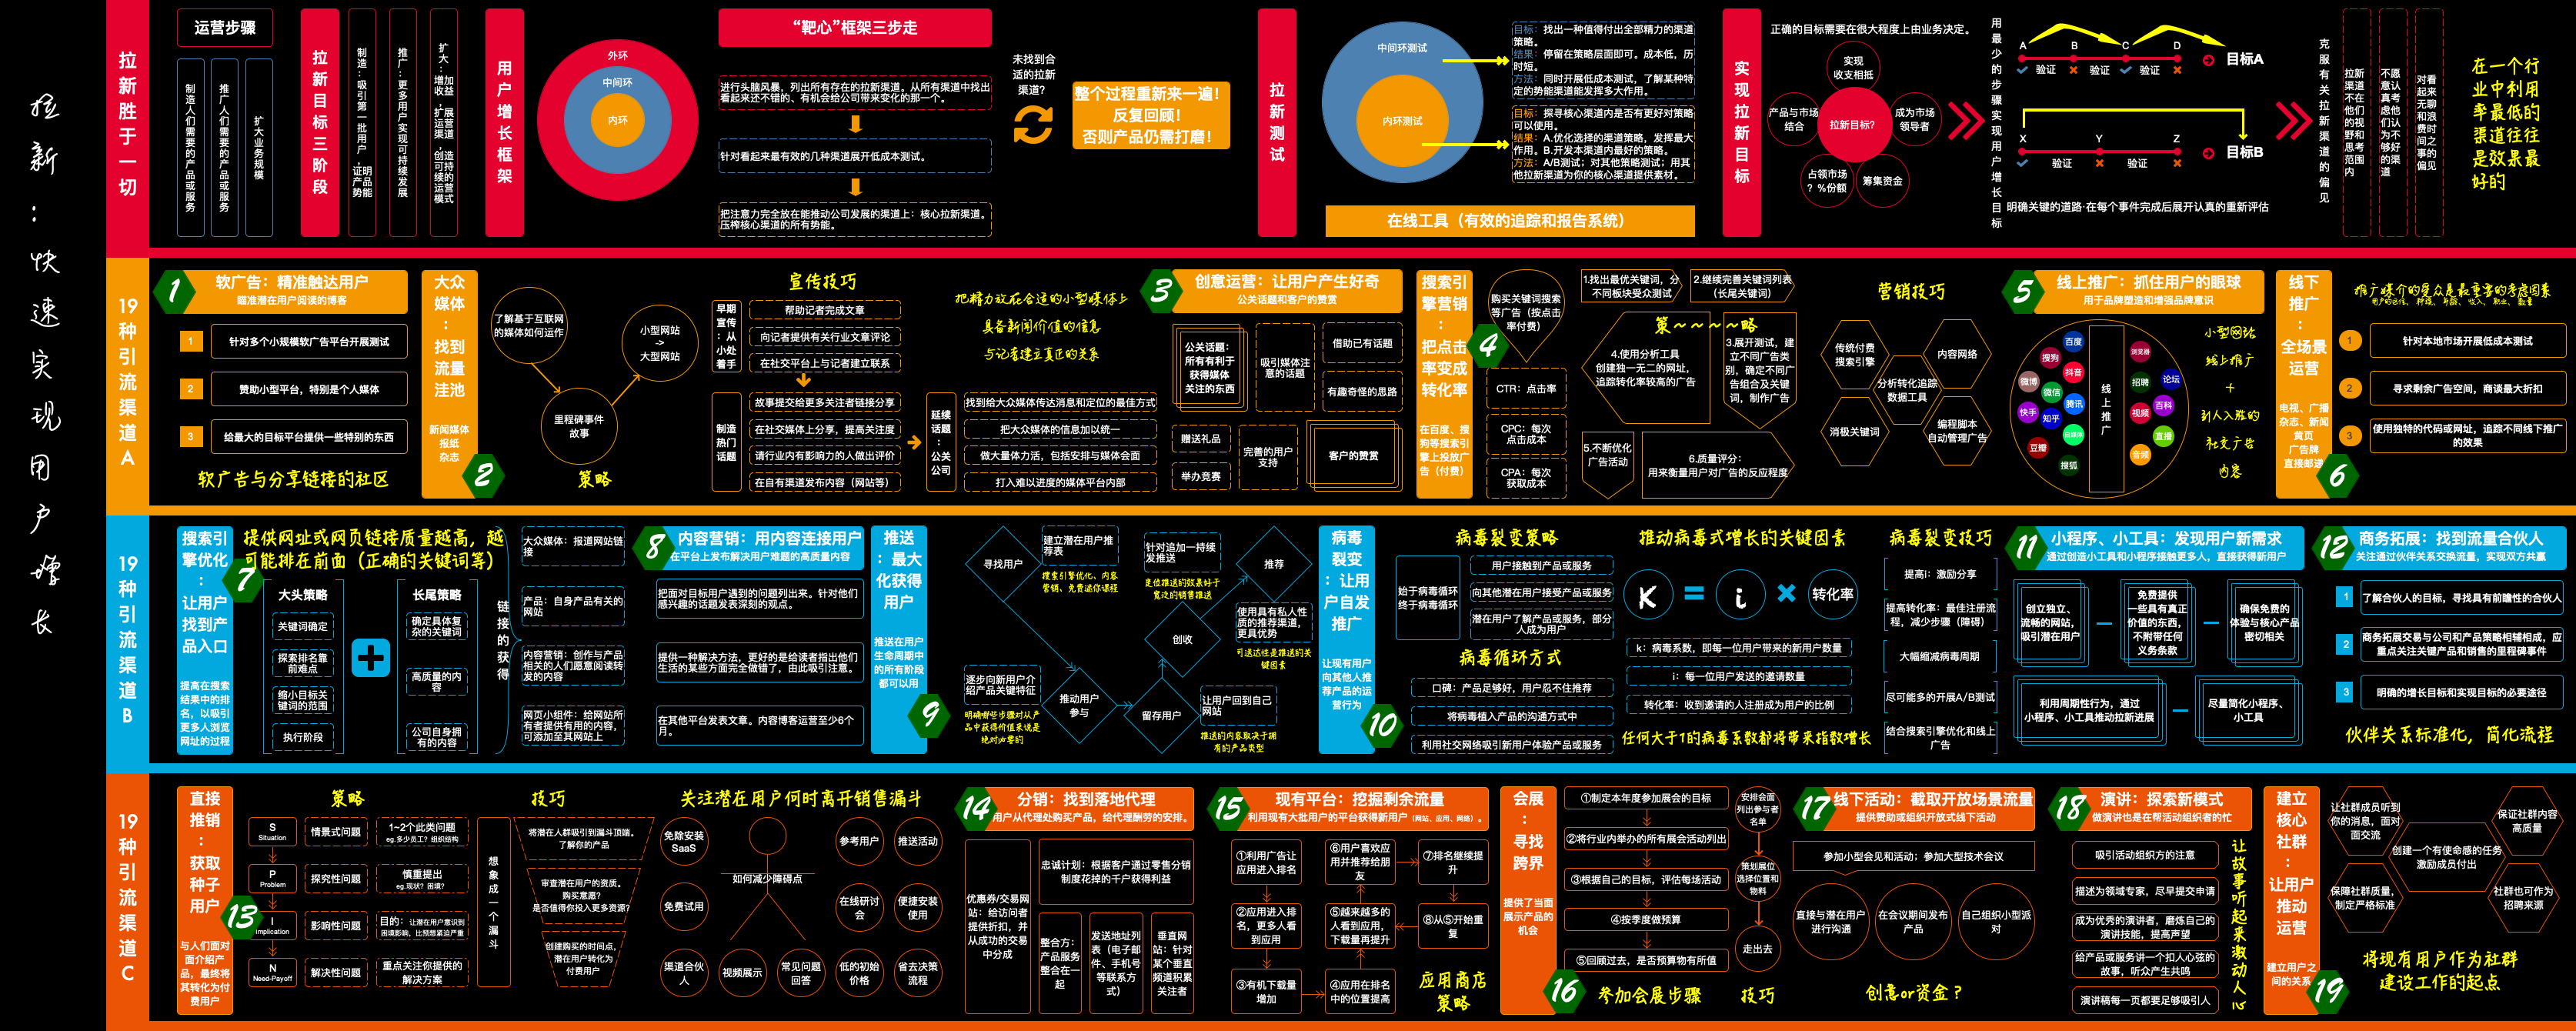 拉新：快速实现用户增长
拉新胜于一切
运营步骤
制造人们需要的产品或服务
推广人们需要的产品或服务
扩大业务规模
拉新目标三阶段
制造：吸引第一批用户，证明产品势能
推广：更多用户实现可持续发展
扩大：增加收益，扩展运营渠道，创造可持续的运营模式
用户增长框架
外环
中间环
内环
“靶心”框架三步走
进行头脑风暴，列出所有存在的拉新渠道。从所有渠道中找出
看起来还不错的、有机会给公司带来变化的那一个。
针对看起来最有效的几种渠道展开低成本测试。
把注意力完全放在能推动公司发展的渠道上：核心拉新渠道。
压榨核心渠道的所有势能。
未找到合
适的拉新
渠道？
整个过程重新来一遍！
反复回顾！
否则产品仍需打磨！
拉新测试
中间环测试
内环测试
目标：找出一种值得付出全部精力的渠道
策略。
结果：停留在策略层面即可。成本低，历
时短。
方法：同时开展低成本测试，了解某种特
定的势能渠道能发挥多大作用。
目标：探寻核心渠道内是否有更好对策略
可以使用。
结果：A.优化选择的渠道策略，发挥最大
作用。B.开发本渠道内最好的策略。
方法：A/B测试；对其他策略测试；用其
他拉新渠道为你的核心渠道提供素材。
在线工具（有效的追踪和报告系统）
实现拉新目标
正确的目标需要在很大程度上由业务决定。
实现
收支相抵
产品与市场
结合
拉新目标？
成为市场
领导者
占领市场
？%份额
筹集资金
用最少的步骤实现用户增长目标
A B C D
验证 验证 验证
目标A
X Y Z
验证 验证
目标B
明确关键的道路·在每个事件完成后展开认真的重新评估
克服有关拉新渠道的偏见
拉新渠道不在他们的视野和思考范围内
不愿意认真考虑他们认为不够好的渠道
对看起来无聊和浪费时间之事的偏见
在一个行
业中利用
率最低的
渠道往往
是效果最
好的
19种引流渠道A
1
软广告：精准触达用户
瞄准潜在用户阅读的博客
1
针对多个小规模软广告平台开展测试
2
赞助小型平台，特别是个人媒体
3
给最大的目标平台提供一些特别的东西
软广告与分享链接的社区
大众
媒体
：
找到
流量
洼池
新闻媒体
报纸
杂志
2
了解基于互联网
的媒体如何运作
里程碑事件
故事
小型网站
->
大型网站
策略
宣传技巧
早期
宣传
：从
小处
着手
帮助记者完成文章
向记者提供有关行业文章评论
在社交平台上与记者建立联系
制造
热门
话题
故事提交给更多关注者链接分享
在社交媒体上分享，提高关注度
请行业内有影响力的人做出评价
在自有渠道发布内容（网站等）
把精力放在合适的小型媒体上
具备新闻价值的信息
与记者建立真正的关系
延续
话题
：
公关
公司
找到给大众媒体传达消息和定位的最佳方式
把大众媒体的信息加以统一
做大量体力活，包括安排与媒体会面
打入难以进度的媒体平台内部
3
创意运营：让用户产生好奇
公关话题和客户的赞赏
公关话题：
所有有利于
获得媒体
关注的东西
吸引媒体注
意的话题
借助已有话题
有趣奇怪的思路
赠送礼品
举办竞赛
完善的用户
支持
客户的赞赏
搜索引
擎营销
：
把点击
率变成
转化率
在百度、搜
狗等搜索引
擎上投放广
告（付费）
4
购买关键词搜索
等广告（按点击
率付费）
CTR：点击率
CPC：每次
点击成本
CPA：每次
获取成本
1.找出最优关键词，分
不同板块受众测试
2.继续完善关键词列表
（长尾关键词）
策~~~~略
3.展开测试，建
立不同广告类
别，确定不同广
告组合及关键
词，制作广告
4.使用分析工具
创建独一无二的网址，
追踪转化率较高的广告
5.不断优化
广告活动
6.质量评分：
用来衡量用户对广告的反应程度
营销技巧
传统付费
搜索引擎
内容网络
分析转化追踪
数据工具
消极关键词
编程脚本
自动管理广告
5
线上推广：抓住用户的眼球
用于品牌塑造和增强品牌意识
百度
搜狗
抖音
微博
微信
腾讯
快手
知乎
自媒体
豆瓣
搜狐
线上推广
浏览器
招聘
论坛
视频
百科
直播
音频
小型网站
线上推广
+
引人入胜的
社交广告
内容
线下
推广
：
全场景
运营
电视、广播
杂志、新闻
黄页
广告牌
直接邮递
6
推广媒介的受众是最重要的考虑因素
用户的远住、种族、年龄、收入、职业、数量
1
针对本地市场开展低成本测试
2
寻求剩余广告空间，商谈最大折扣
3
使用独特的代码或网址，追踪不同线下推广
的效果
19种引流渠道B
搜索引
擎优化
：
让用户
找到产
品入口
提高在搜索
结果中的排
名，以吸引
更多人浏览
网址的过程
7
提供网址或网页链接质量越高，越
可能排在前面（正确的关键词等）
大头策略
关键词确定
探索排名靠
前难点
缩小目标关
键词的范围
执行阶段
长尾策略
确定具体复
杂的关键词
高质量的内
容
公司自身拥
有的内容
链接的获得
大众媒体：报道网站链
接
产品：自身产品有关的
网站
内容营销：创作与产品
相关的人们愿意阅读转
发的内容
网页小组件：给网站所
有者提供有用的内容，
可添加至其网站上
8
内容营销：用内容连接用户
在平台上发布解决用户难题的高质量内容
把面对目标用户遇到的问题列出来。针对他们
感兴趣的话题发表深刻的观点。
提供一种解决方法，更好的是给读者指出他们
生活的某些方面完全做错了，由此吸引注意。
在其他平台发表文章。内容博客运营至少6个
月。
推送
：最大
化获得
用户
推送在用户
生命周期中
的所有阶段
都可以用
9
寻找用户
建立潜在用户推
荐表
搜索引擎优化、内容
营销、免费迷你课程
逐步向新用户介
绍产品关键特征
明确哪些步骤对从产
品中获得价值来说是
绝对必要的
推动用户
参与
留存用户
让用户回到自己
网站
推送的内容取决于拥
有的产品类型
创收
针对追加一持续
发推送
定位推送的效果好于
宽泛的销售推送
推荐
使用具有私人性
质的推荐渠道，
更具优势
可送达性是推送的关
键因素
病毒
裂变
：让用
户自发
推广
让现有用户
向其他人推
荐产品的运
营行为
10
病毒裂变策略
始于病毒循环
终于病毒循环
用户接触到产品或服务
向其他潜在用户接受产品或服务
潜在用户了解产品或服务，部分
人成为用户
病毒循环方式
口碑：产品足够好，用户忍不住推荐
将病毒植入产品的沟通方式中
利用社交网络吸引新用户体验产品或服务
推动病毒式增长的关键因素
K = i × 转化率
k：病毒系数，即每一位用户带来的新用户数量
i：每一位用户发送的邀请数量
转化率：收到邀请的人注册成为用户的比例
任何大于1的病毒系数都将带来指数增长
病毒裂变技巧
提高i：激励分享
提高转化率：最佳注册流
程，减少步骤（障碍）
大幅缩减病毒周期
尽可能多的开展A/B测试
结合搜索引擎优化和线上
广告
11
小程序、小工具：发现用户新需求
通过创造小工具和小程序接触更多人，直接获得新用户
创立独立、
流畅的网站，
吸引潜在用户
免费提供
一些具有真正
价值的东西，
不附带任何
义务条款
确保免费的
体验与核心产品
密切相关
利用周期性行为，通过
小程序、小工具推动拉新进展
尽量简化小程序、
小工具
12
商务拓展：找到流量合伙人
关注通过伙伴关系交换流量，实现双方共赢
1
了解合伙人的目标，寻找具有前瞻性的合伙人
2
商务拓展交易与公司和产品策略相辅相成，应
重点关注关键产品和销售的里程碑事件
3
明确的增长目标和实现目标的必要途径
伙伴关系标准化，简化流程
19种引流渠道C
直接
推销
：
获取
种子
用户
与人们面对
面介绍产
品，最终将
其转化为付
费用户
13
策略
S
Situation
情景式问题
1~2个此类问题
eg.多少员工？组织结构
P
Problem
探究性问题
慎重提出
eg.现状？困境？
I
Implication
影响性问题
目的：让潜在用户意识到
困境影响，比预想紧迫严重
N
Need-Payoff
解决性问题
重点关注你提供的
解决方案
技巧
想象成一个漏斗
将潜在人群吸引到漏斗顶端。
了解你的产品
审查潜在用户的资质。
购买意愿？
是否值得你投入更多资源？
创建购买的时间点，
潜在用户转化为
付费用户
关注潜在用户何时离开销售漏斗
免除安装
SaaS
免费试用
渠道合伙
人
如何减少障碍点
视频展示
常见问题
回答
参考用户
推送活动
在线研讨
会
便捷安装
使用
低的初始
价格
省去决策
流程
14
分销：找到落地代理
用户从代理处购买产品，给代理酬劳的安排。
优惠券/交易网
站：给访问者
提供折扣，并
从成功的交易
中分成
忠诚计划：根据客户通过零售分销
制度花掉的千户获得利益
整合方：
产品服务
整合在一
起
发送地址列
表（电子邮
件、手机号
等联系方
式）
垂直网
站：针对
某个垂直
频道积累
关注者
15
现有平台：挖掘剩余流量
利用现有大批用户的平台获得新用户（网站、应用、网络）。
①利用广告让
应用进入排名
②应用进入排
名，更多人看
到应用
③有机下载量
增加
④应用在排名
中的位置提高
⑤越来越多的
人看到应用，
下载量再提升
⑥用户喜欢应
用并推荐给朋
友
⑦排名继续提
升
⑧从⑤开始重
复
应用商店
策略
会展
：
寻找
跨界
提供了当面
展示产品的
机会
16
①制定本年度参加展会的目标
②将行业内举办的所有展会活动列出
③根据自己的目标，评估每场活动
④按季度做预算
⑤回顾过去，是否预算物有所值
参加会展步骤
安排会面
列出参与者
名单
策划展位
选择位置和
物料
走出去
技巧
17
线下活动：截取开放场景流量
提供赞助或组织开放式线下活动
参加小型会见和活动；参加大型技术会议
直接与潜在用户
进行沟通
在会议期间发布
产品
自己组织小型派
对
创意or资金？
18
演讲：探索新模式
做演讲也是在帮活动组织者的忙
吸引活动组织方的注意
描述为领域专家，尽早提交申请
成为优秀的演讲者，磨炼自己的
演讲技能，提高声望
给产品或服务讲一个扣人心弦的
故事，听众产生共鸣
演讲稿每一页都要足够吸引人
让故事听起来激动人心
建立
核心
社群
：
让用户
推动
运营
建立用户之
间的关系
19
让社群成员听到
你的消息，面对
面交流
保证社群内容
高质量
创建一个有使命感的任务
激励成员付出
保障社群质量，
制定严格标准
社群也可作为
招聘来源
将现有用户作为社群
建设工作的起点